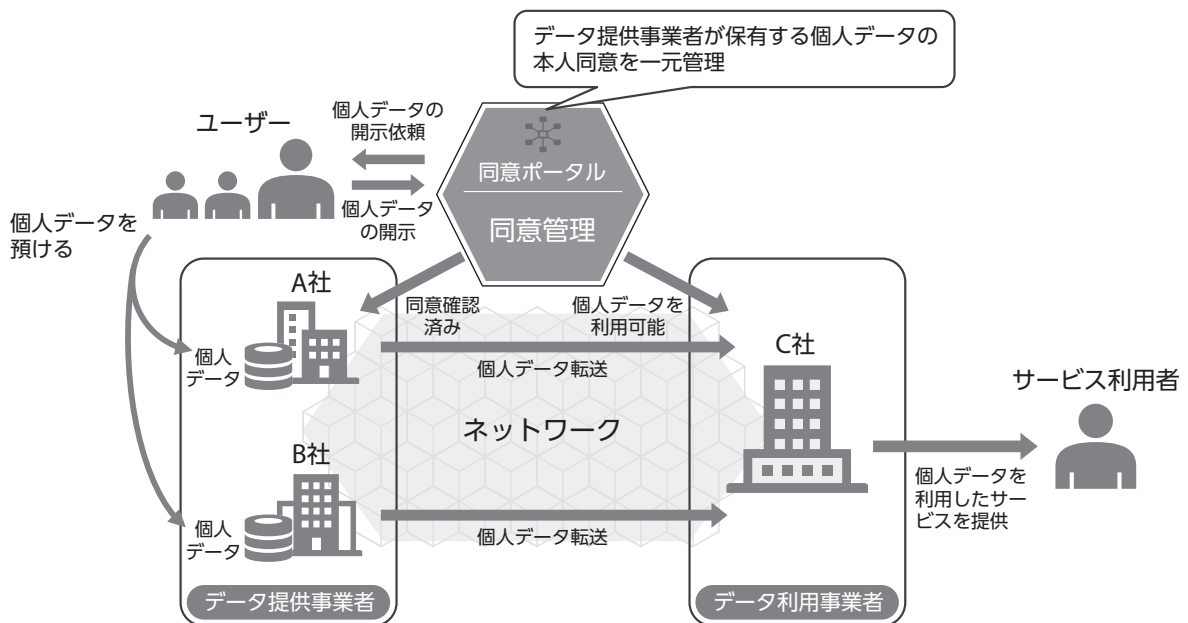 データ提供事業者が保有する個人データの
本人同意を一元管理
ユーザー
個人データの
開示依頼
同意ポータル
同意管理
個人データ
の開示
個人データを
預ける
A社
同意確認
済み
個人データを
利用可能
個人
データ
個人データ転送
C社
サービス利用者
ネットワーク
B社
個人
データ
個人データ転送
個人データを
利用したサー
ビスを提供
データ提供事業者
データ利用事業者